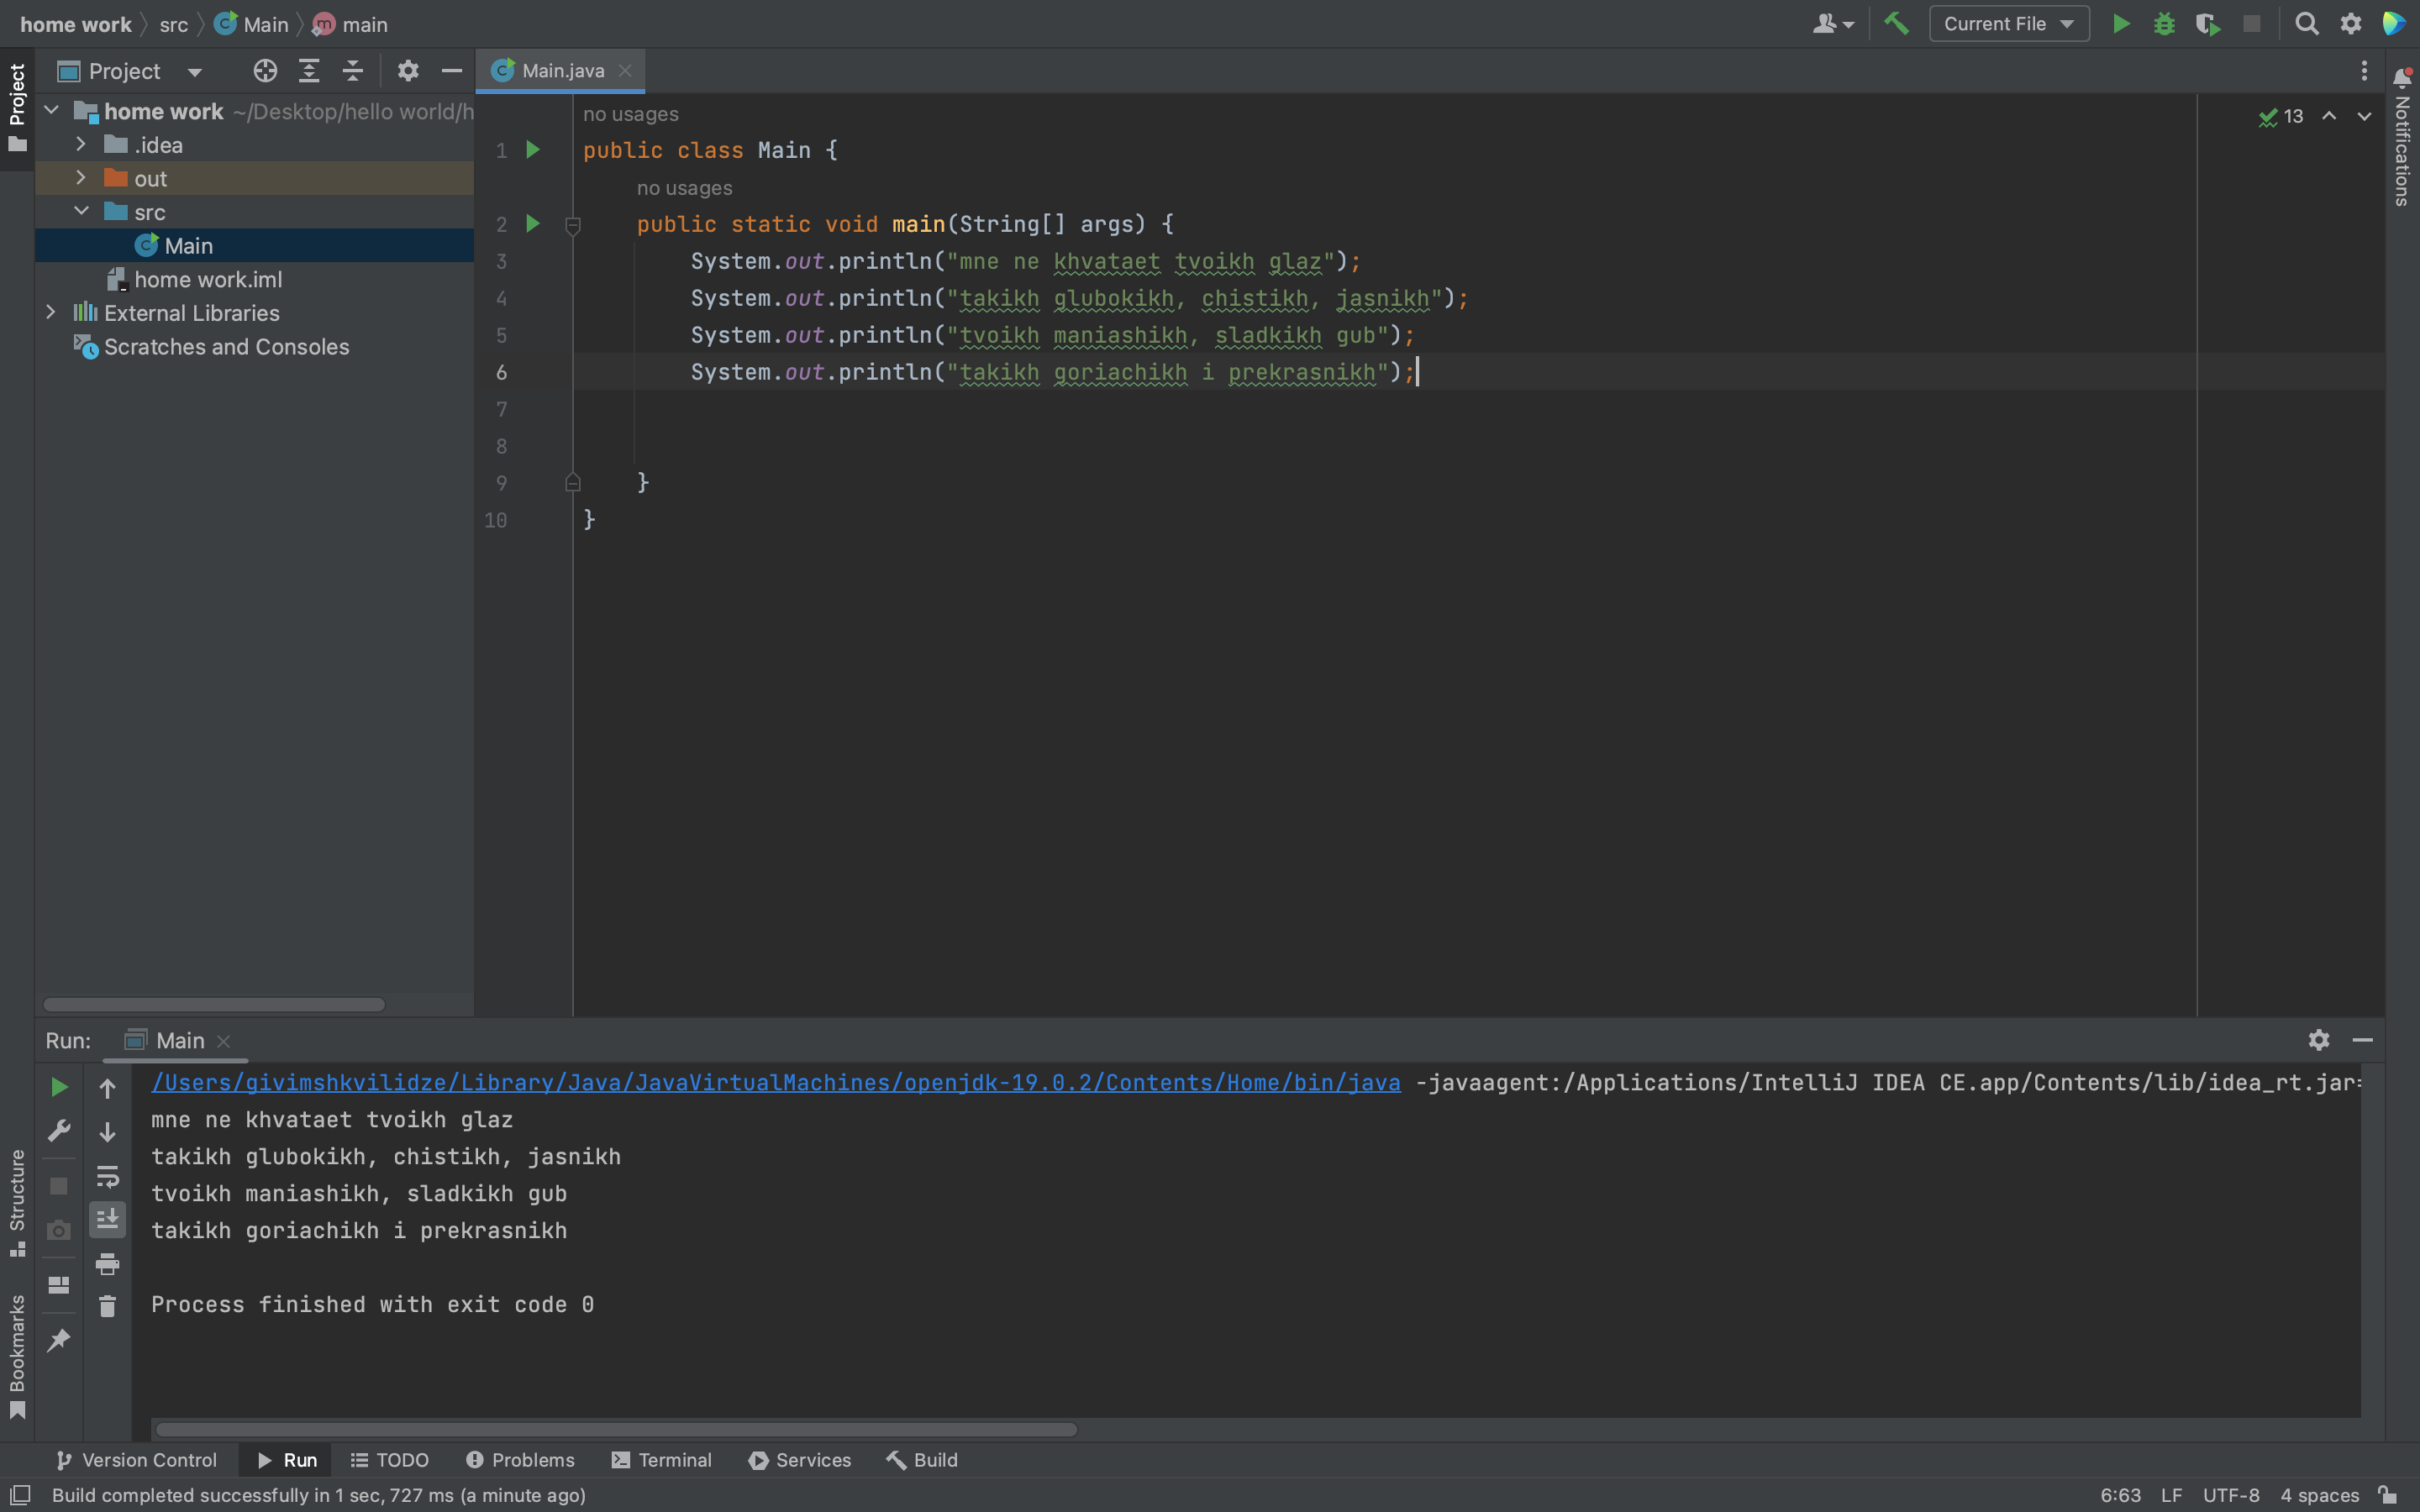 home work src Main main
Current File
Project
Project
home work ~/Desktop/hello world/h
.idea
out
src
Main
home work.iml
External Libraries
Scratches and Consoles
Main.java
no usages
1 public class Main {
no usages
2 public static void main(String[] args) {
3 System.out.println("mne ne khvataet tvoikh glaz");
4 System.out.println("takikh glubokikh, chistikh, jasnikh");
5 System.out.println("tvoikh maniashikh, sladkikh gub");
6 System.out.println("takikh goriachikh i prekrasnikh");
7
8
9 }
10 }
13
Notifications
Run: Main
/Users/givimshkvilidze/Library/Java/JavaVirtualMachines/openjdk-19.0.2/Contents/Home/bin/java -javaagent:/Applications/IntelliJ IDEA CE.app/Contents/lib/idea_rt.jar=
mne ne khvataet tvoikh glaz
takikh glubokikh, chistikh, jasnikh
tvoikh maniashikh, sladkikh gub
takikh goriachikh i prekrasnikh
Process finished with exit code 0
Structure
Bookmarks
Version Control Run TODO Problems Terminal Services Build
Build completed successfully in 1 sec, 727 ms (a minute ago)
6:63 LF UTF-8 4 spaces